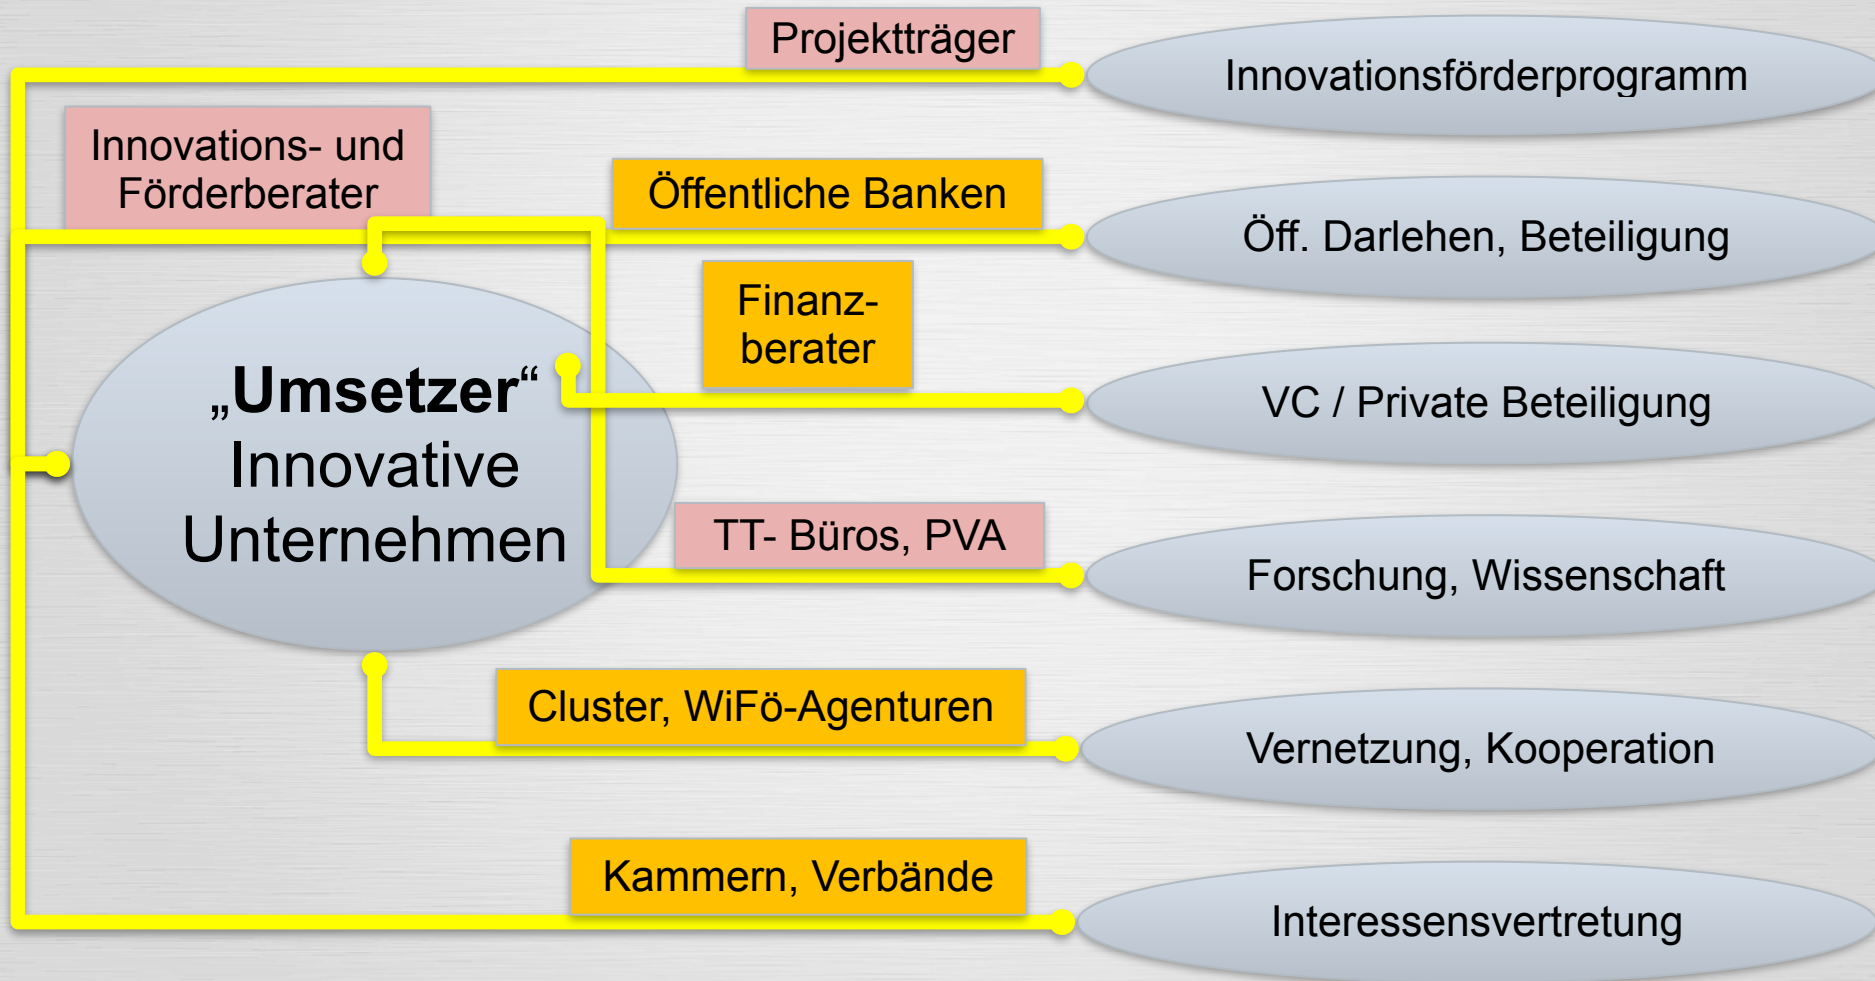 Projektträger
Innovationsförderprogramm
Innovations- und
Förderberater
Öffentliche Banken
Öff. Darlehen, Beteiligung
Finanz-
berater
„Umsetzer“
Innovative
Unternehmen
VC / Private Beteiligung
TT- Büros, PVA
Forschung, Wissenschaft
Cluster, WiFö-Agenturen
Vernetzung, Kooperation
Kammern, Verbände
Interessensvertretung